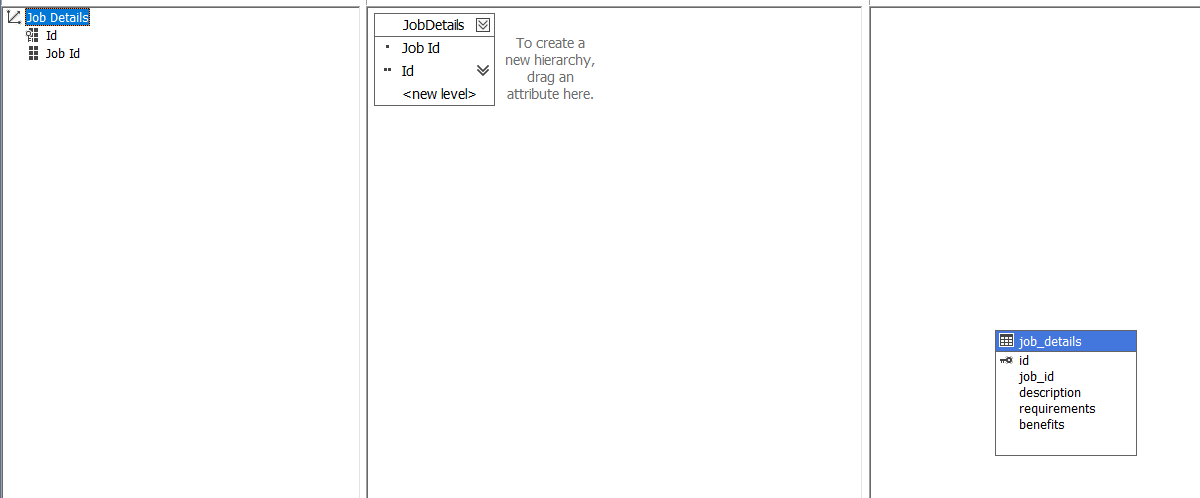 Job Details
Id
Job Id
JobDetails
Job Id
Id
<new level>
To create a
new hierarchy,
drag an
attribute here.
job_details
id
job_id
description
requirements
benefits